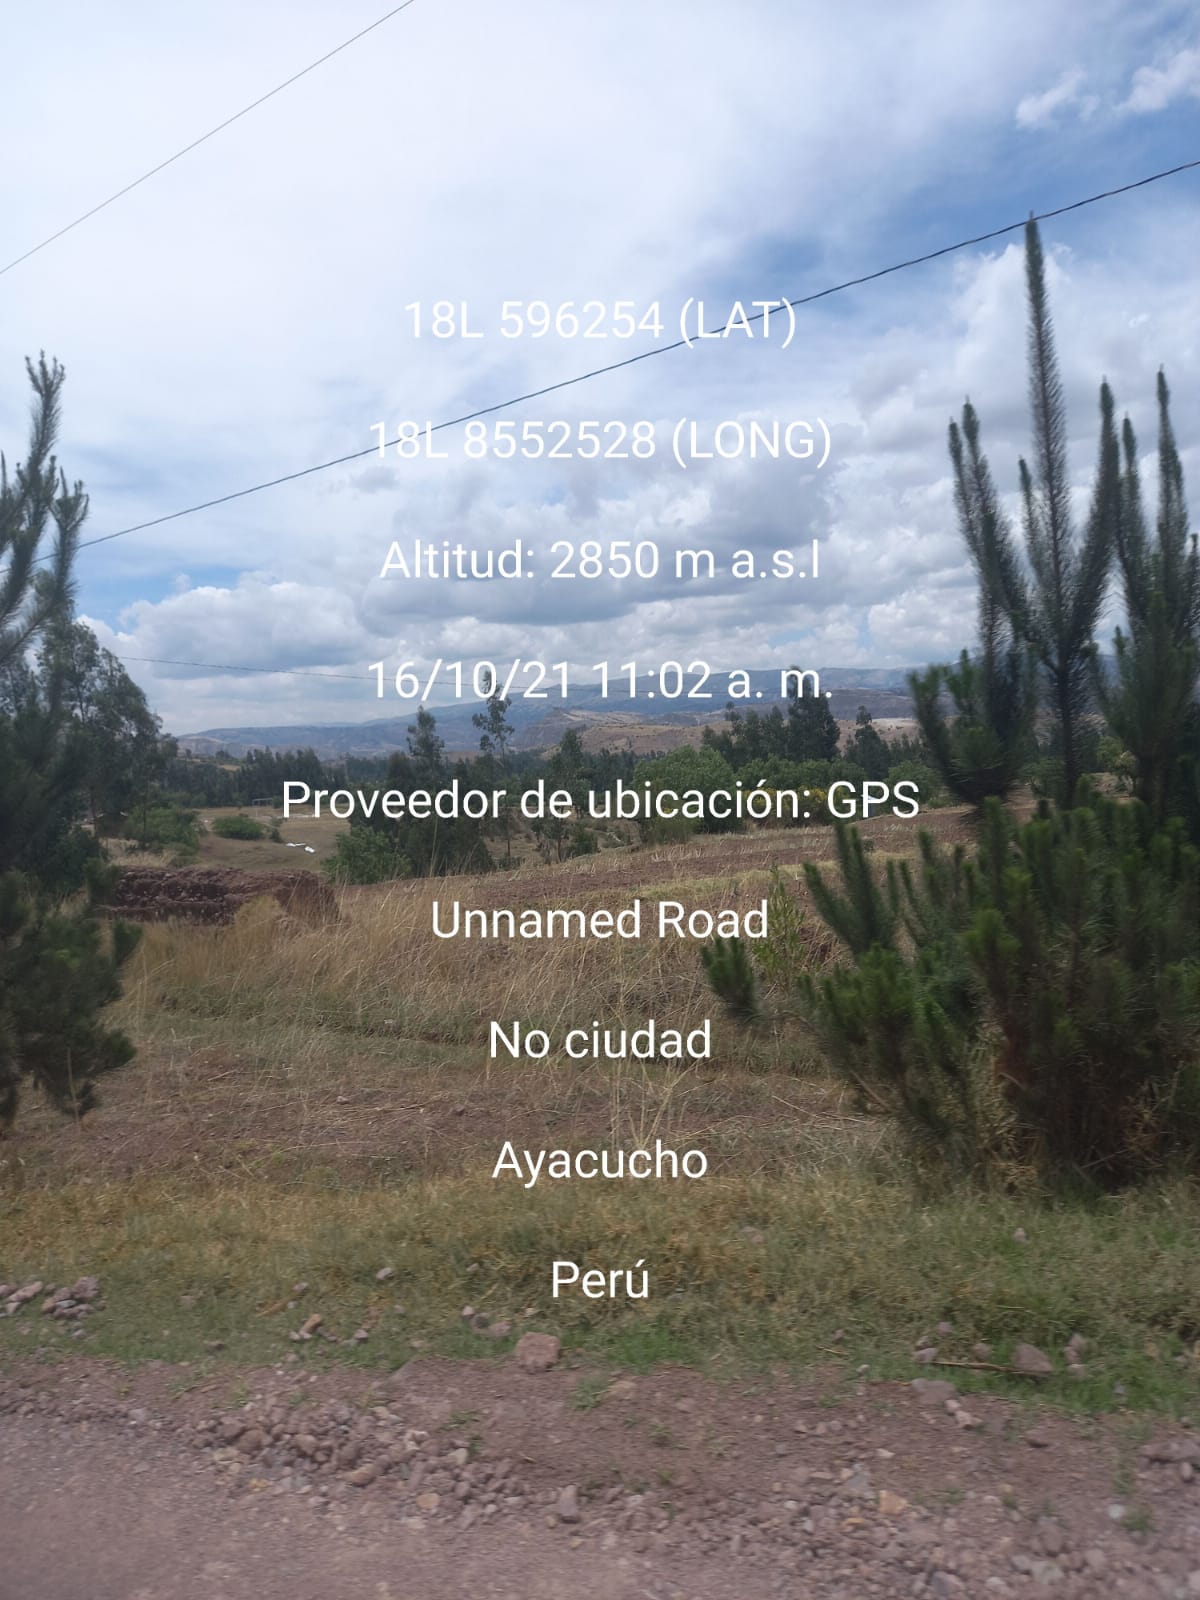 18L 596254 (LAT)
18L 8552528 (LONG)
Altitud: 2850 m a.s.l
16/10/21 11:02 a. m.
Proveedor de ubicación: GPS
Unnamed Road
No ciudad
Ayacucho
Perú